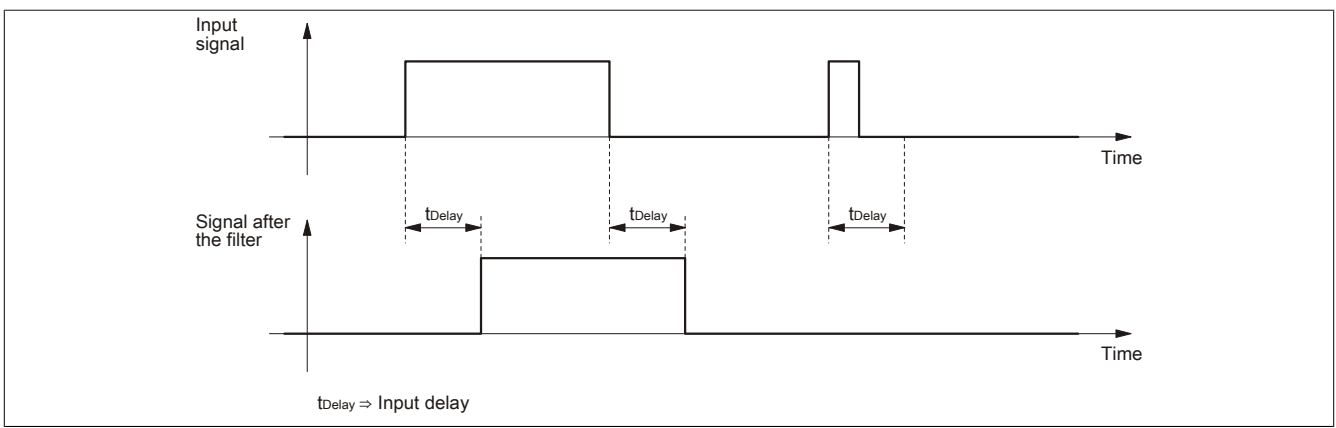 Input
signal
Time
Signal after
the filter
tDelay
tDelay
tDelay
Time
tDelay ⇒ Input delay